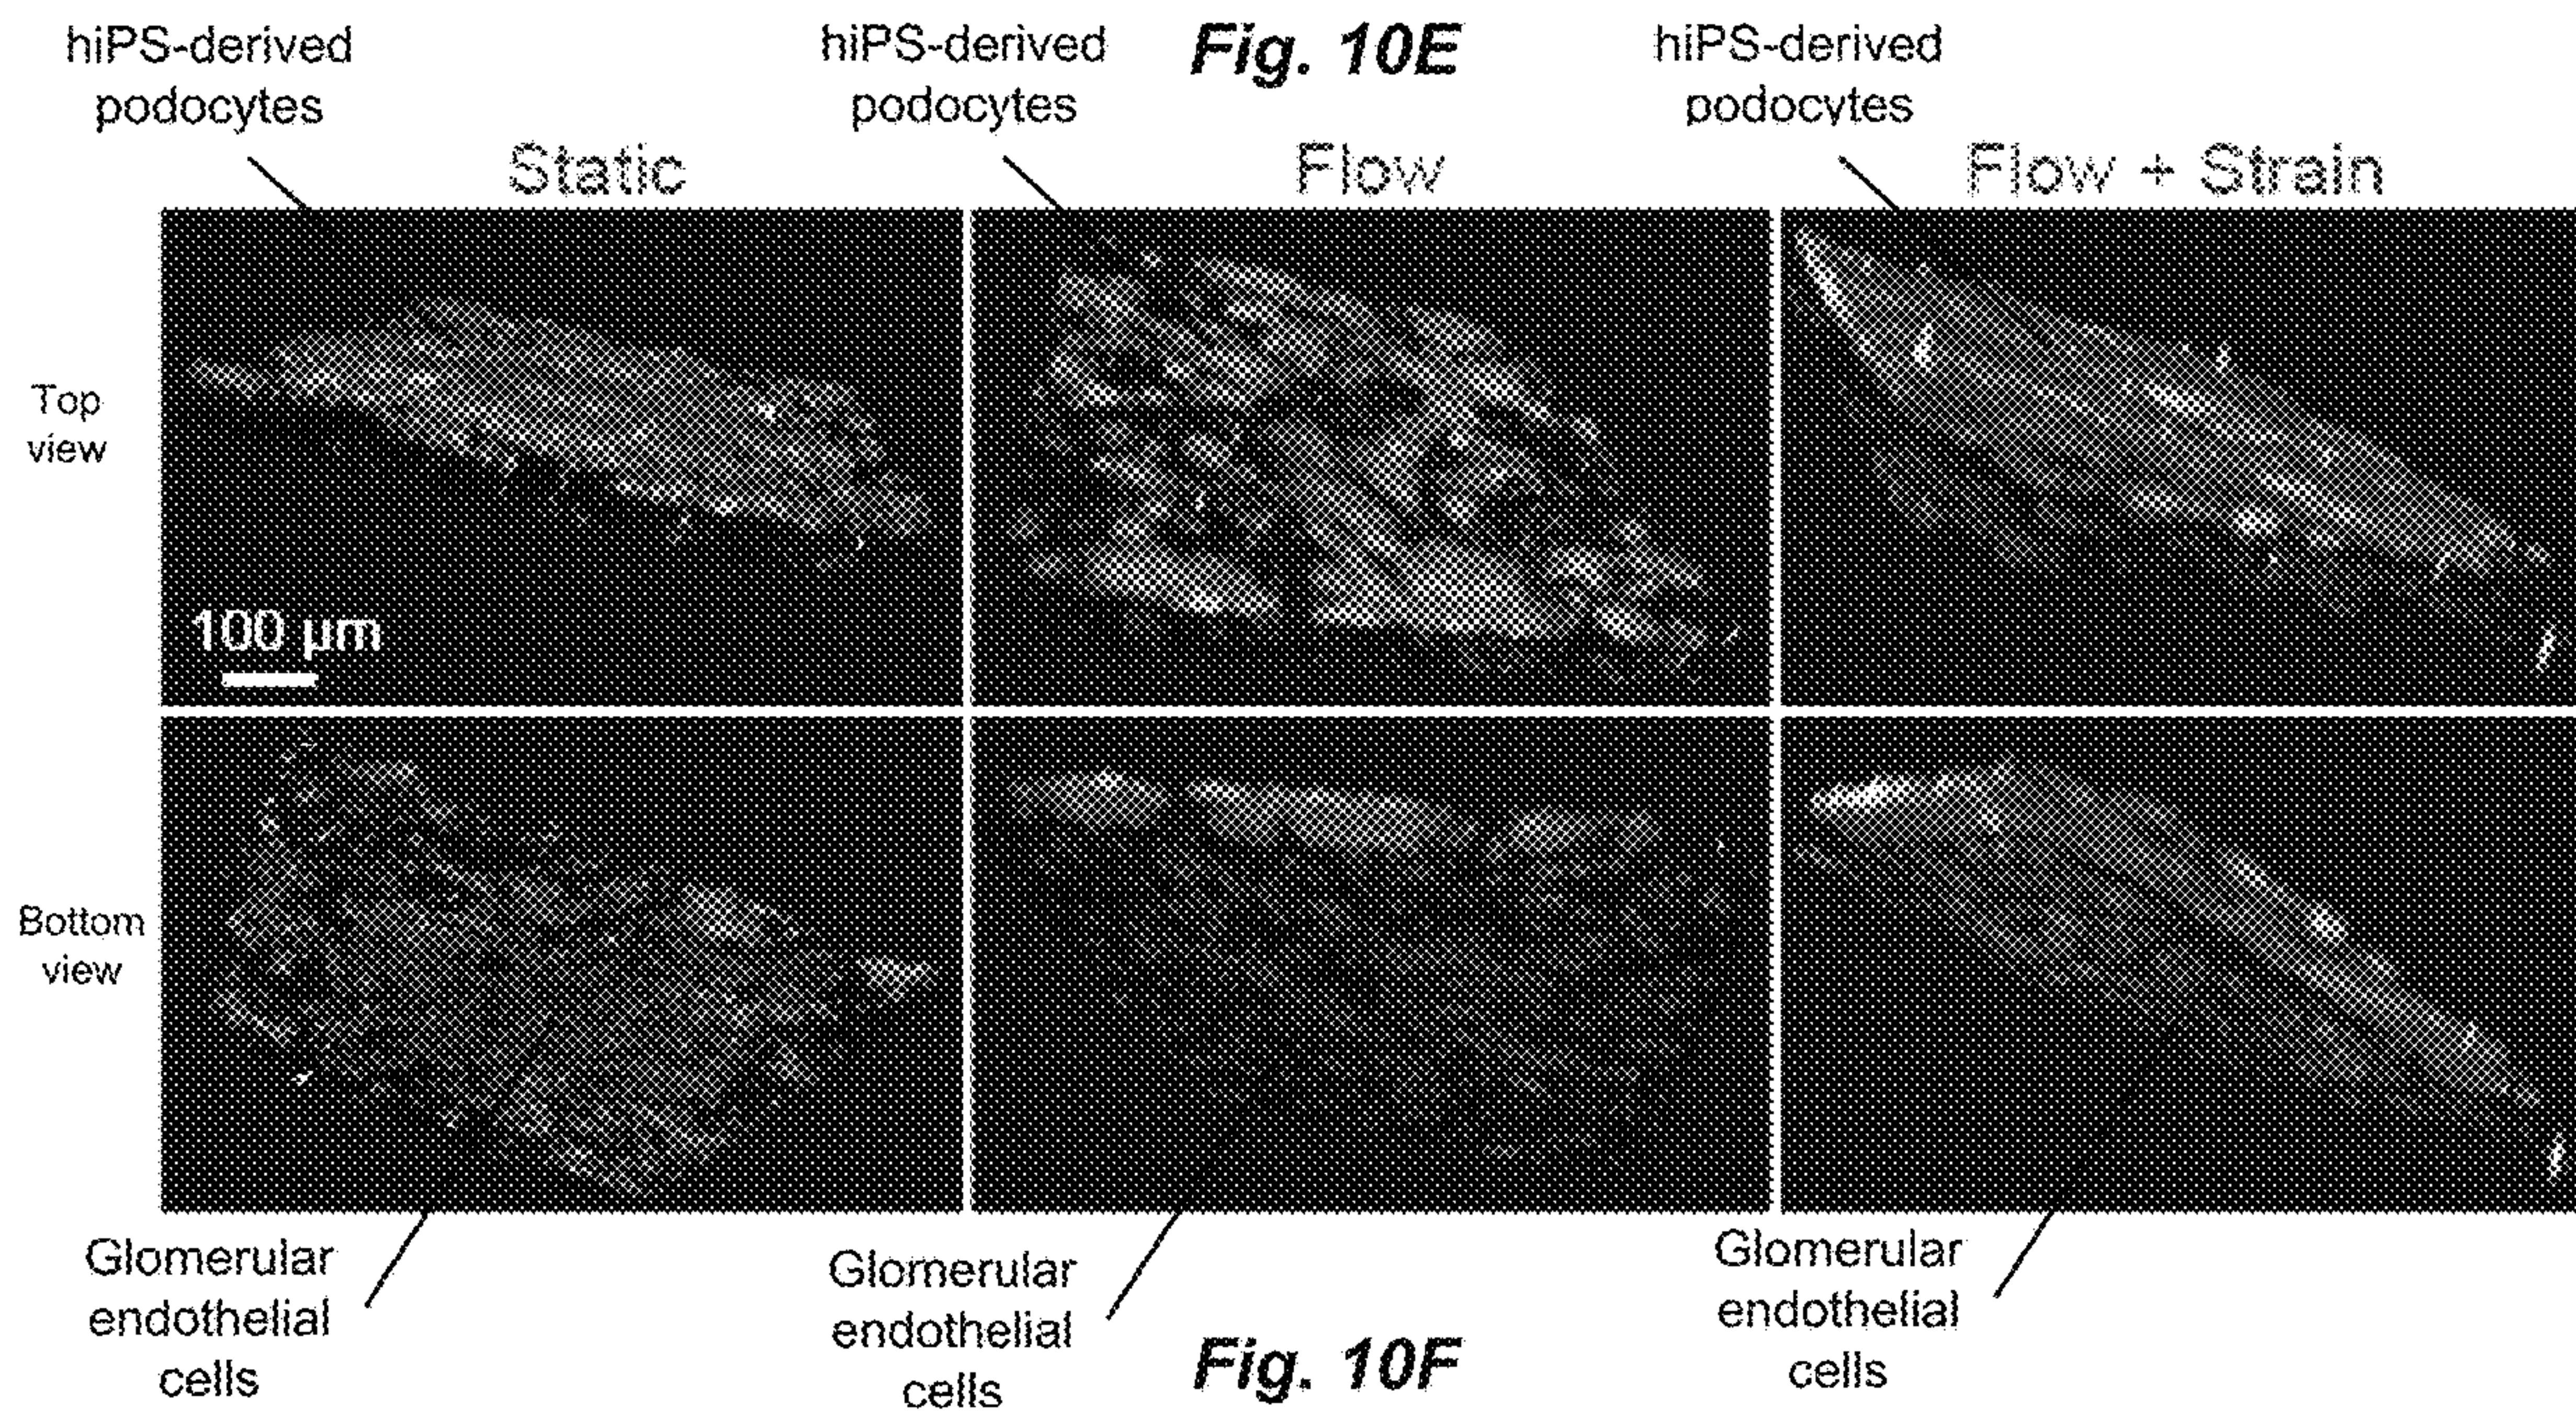 Fig. 10E
hiPS-derived
podocytes
hiPS-derived
podocytes
hiPS-derived
podocytes
Static
Flow
Flow + Strain
Top
view
100 µm
Bottom
view
Glomerular
endothelial
cells
Glomerular
endothelial
cells
Glomerular
endothelial
cells
Fig. 10F